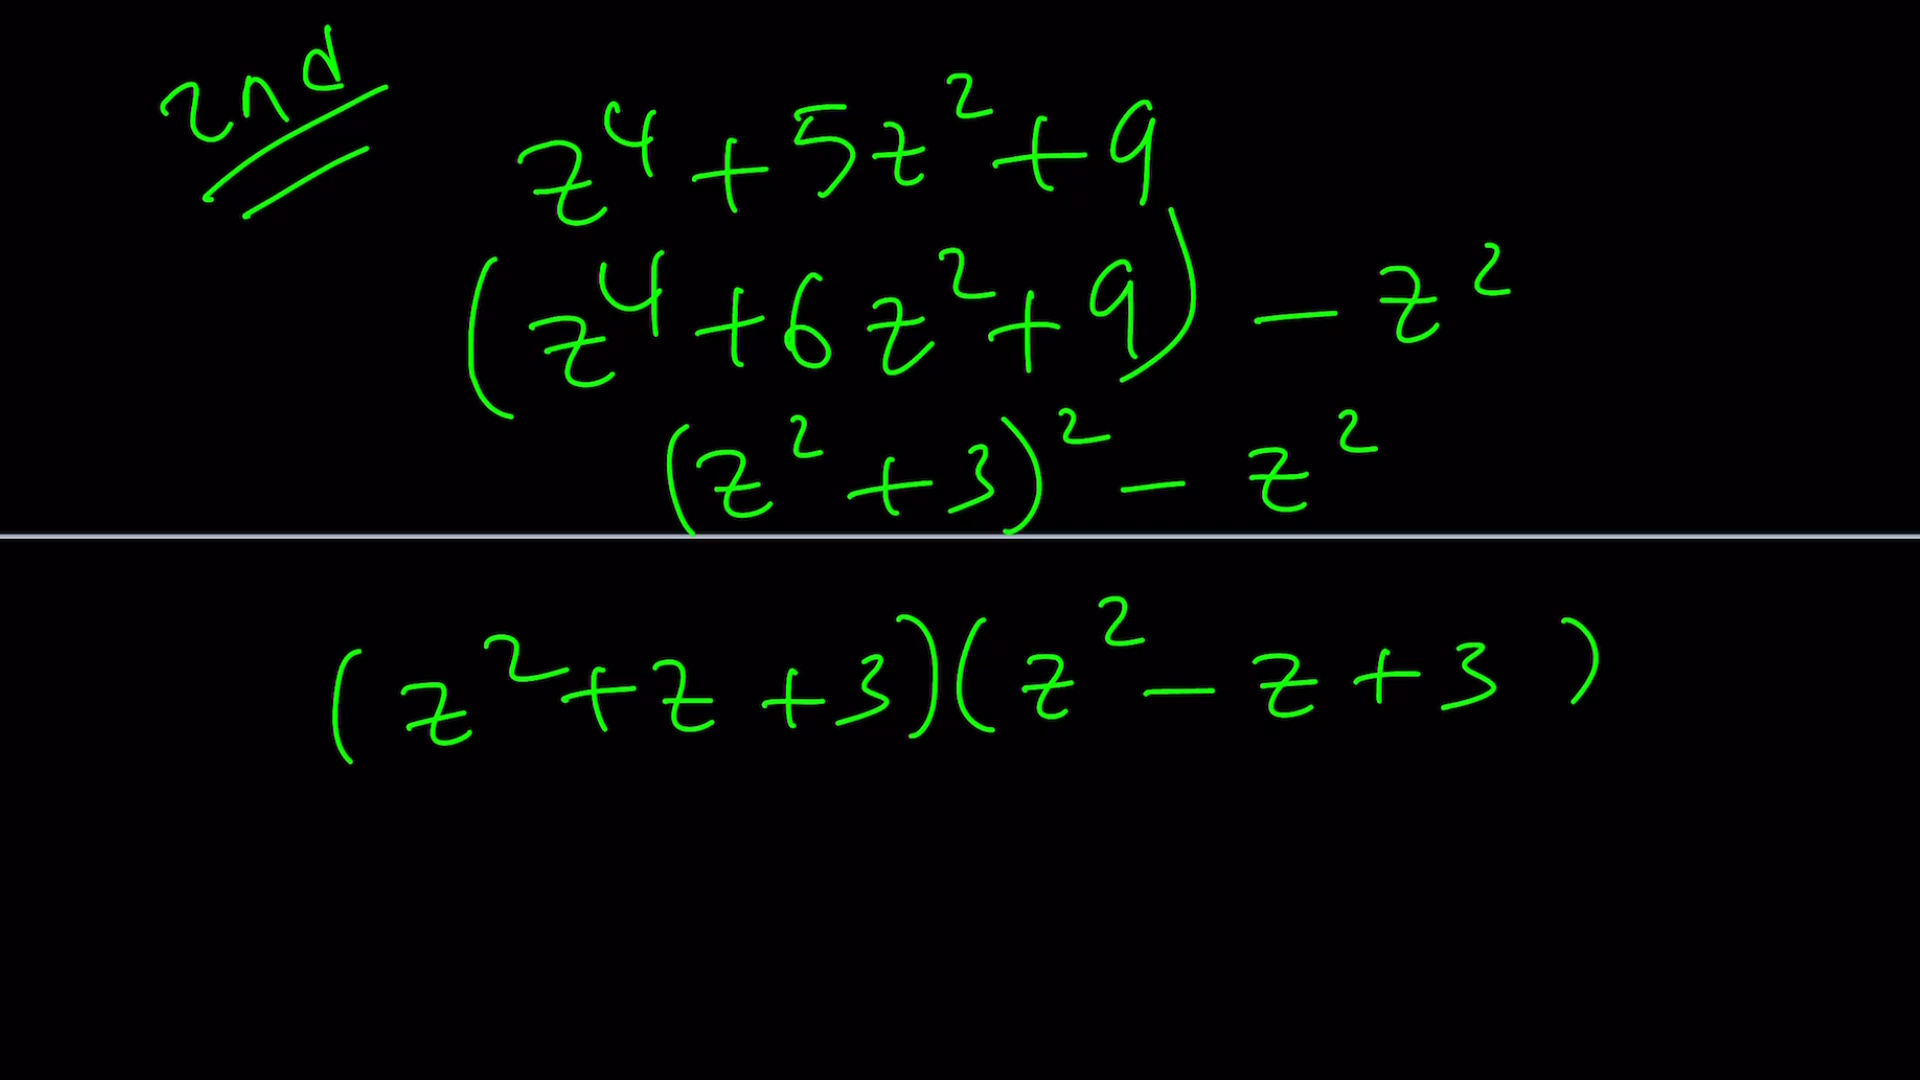 2nd
z⁴ + 5z² + 9
(z⁴ + 6z² + 9) − z²
(z² + 3)² − z²
(z² + z + 3)(z² − z + 3)